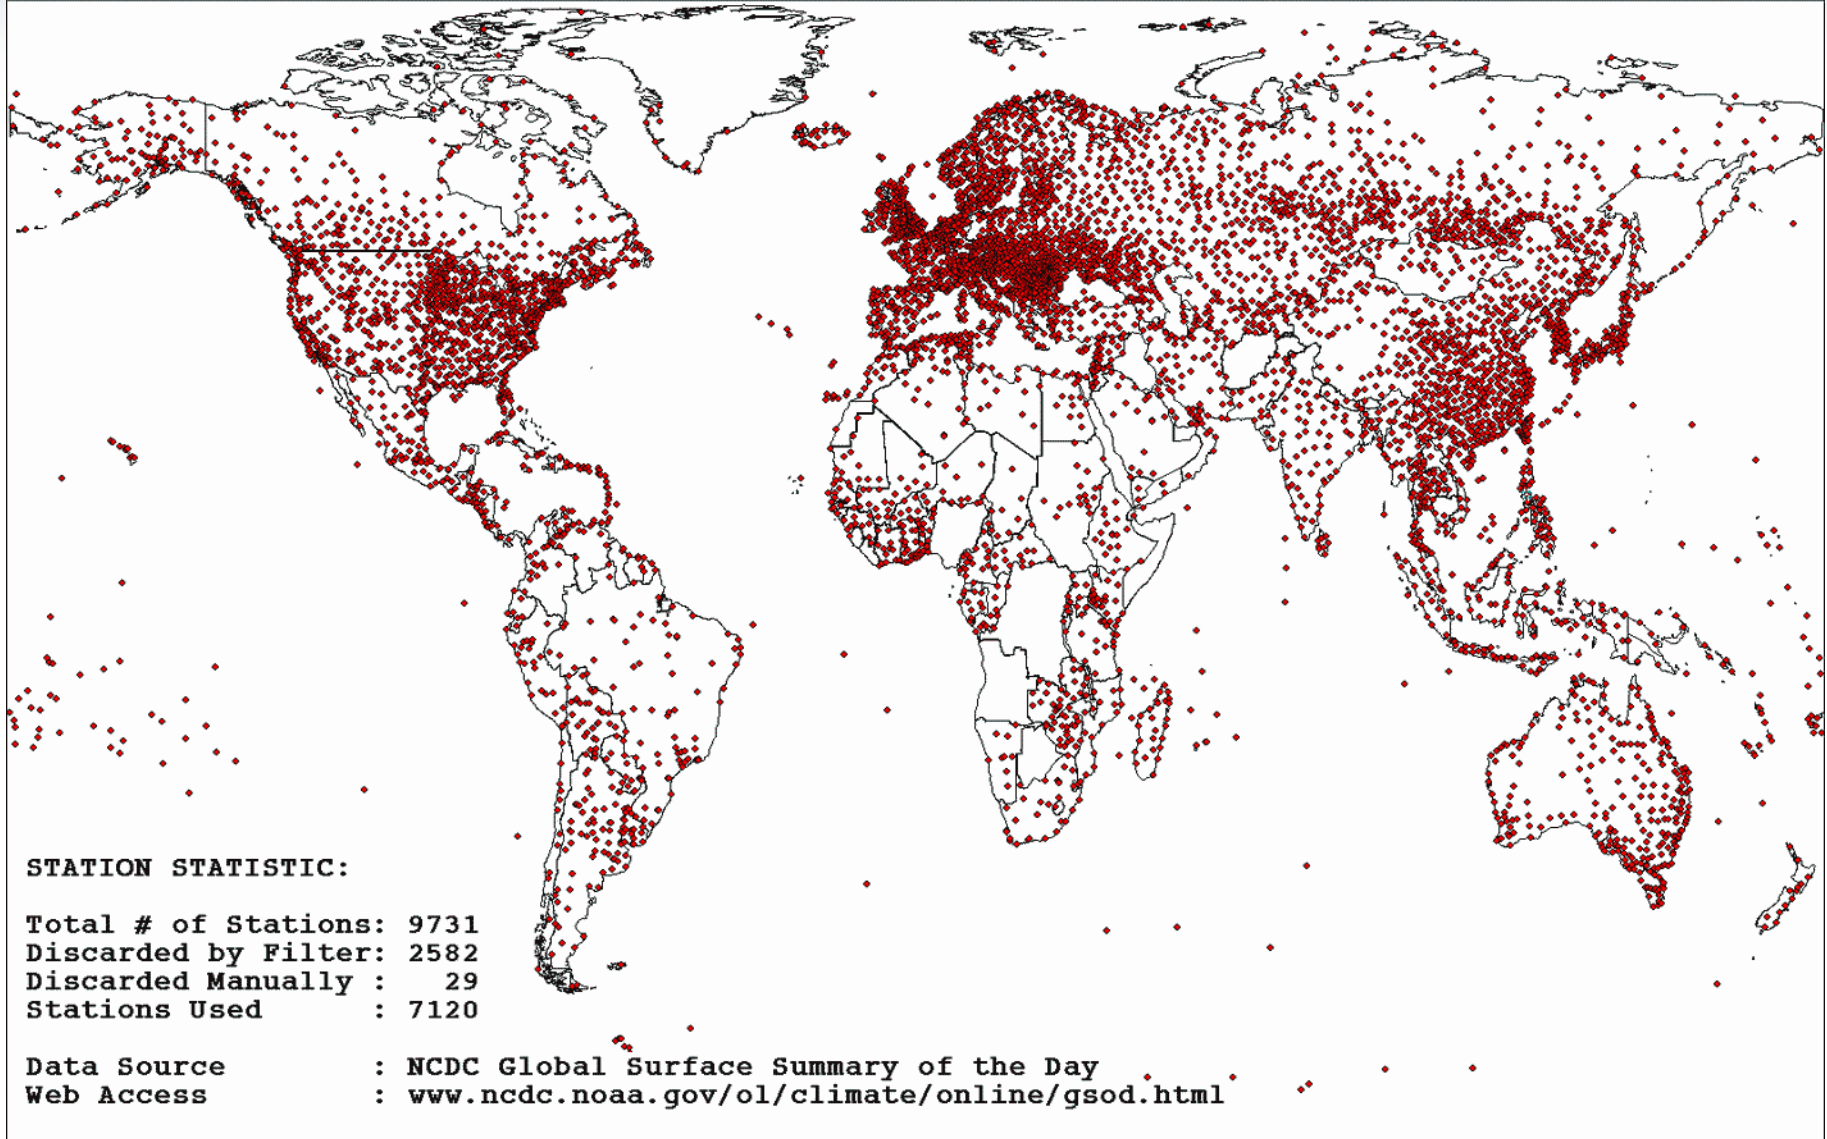 STATION STATISTIC:
Total # of Stations: 9731
Discarded by Filter: 2582
Discarded Manually : 29
Stations Used : 7120
Data Source : NCDC Global Surface Summary of the Day
Web Access : www.ncdc.noaa.gov/ol/climate/online/gsod.html